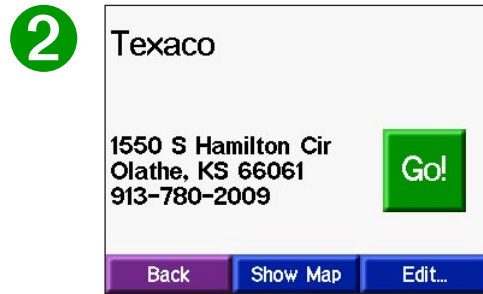 2
Texaco
1550 S Hamilton Cir
Olathe, KS 66061
913-780-2009
Go!
Back
Show Map
Edit...